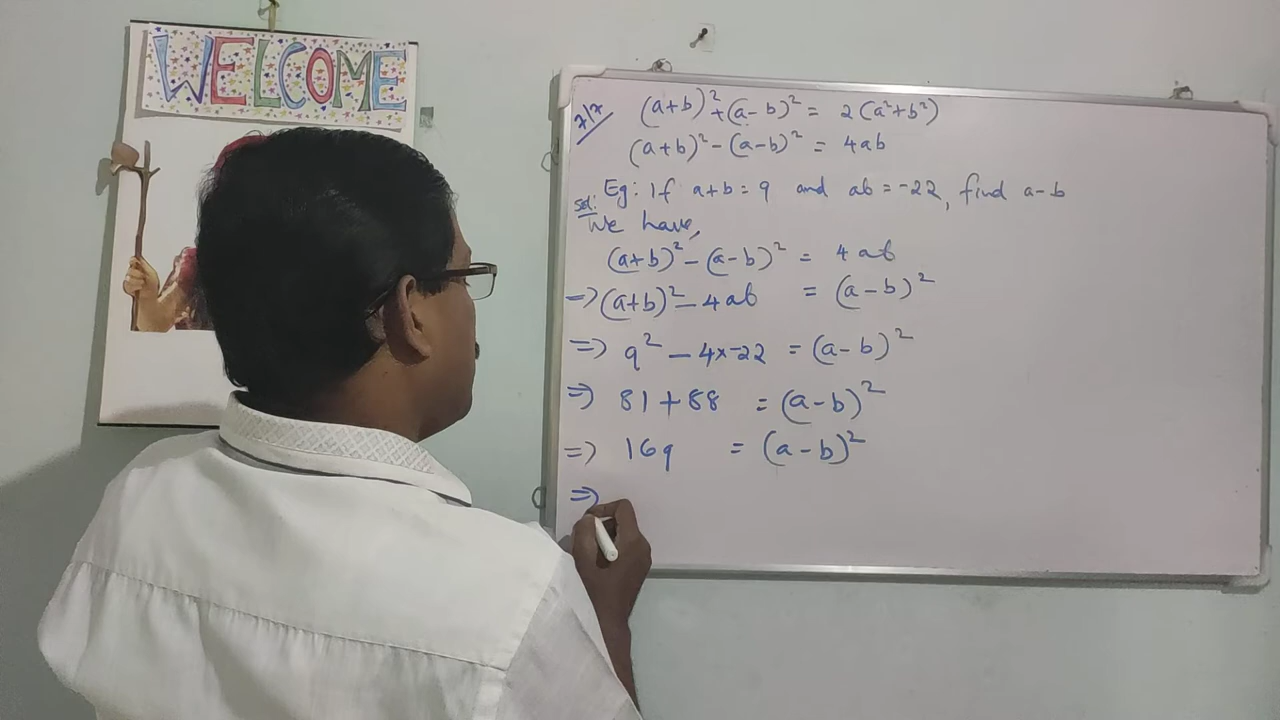 WELCOME
(a+b)²+(a-b)² = 2(a²+b²)
(a+b)²-(a-b)² = 4ab
Eg: If a+b=9 and ab=-22, find a-b
Sol:
We have,
(a+b)²-(a-b)² = 4ab
⇒(a+b)²-4ab = (a-b)²
⇒ 9² - 4×-22 = (a-b)²
⇒ 81+88 = (a-b)²
⇒ 169 = (a-b)²
⇒